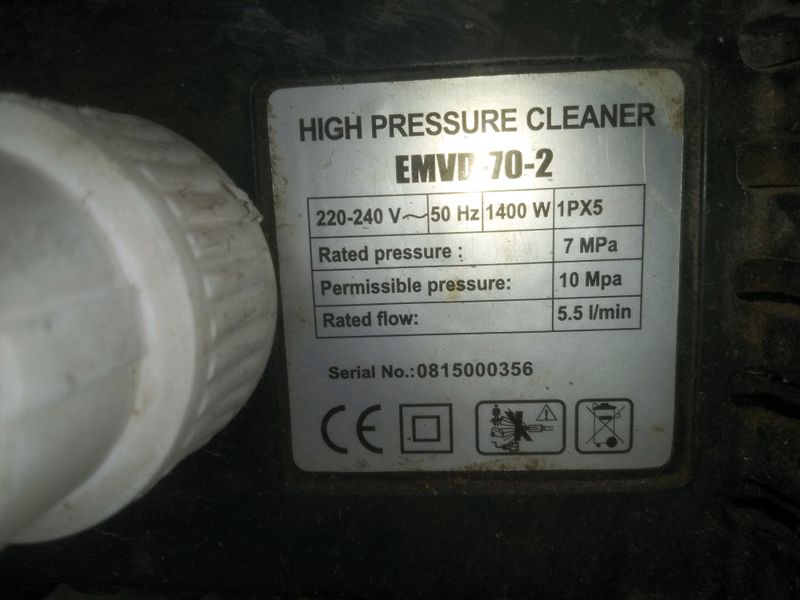 HIGH PRESSURE CLEANER
EMVD-70-2
220-240 V~ 50 Hz 1400 W 1PX5
Rated pressure : 7 MPa
Permissible pressure: 10 Mpa
Rated flow: 5.5 l/min
Serial No.:0815000356
CE